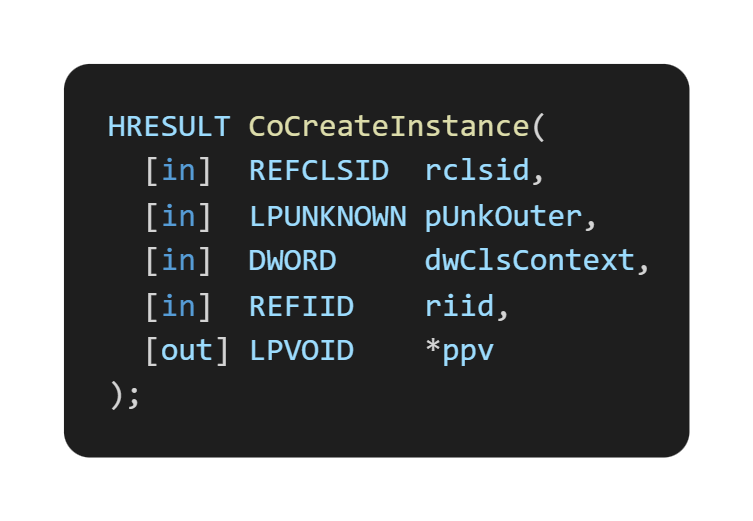 HRESULT CoCreateInstance(
  [in]  REFCLSID  rclsid,
  [in]  LPUNKNOWN pUnkOuter,
  [in]  DWORD     dwClsContext,
  [in]  REFIID    riid,
  [out] LPVOID    *ppv
);